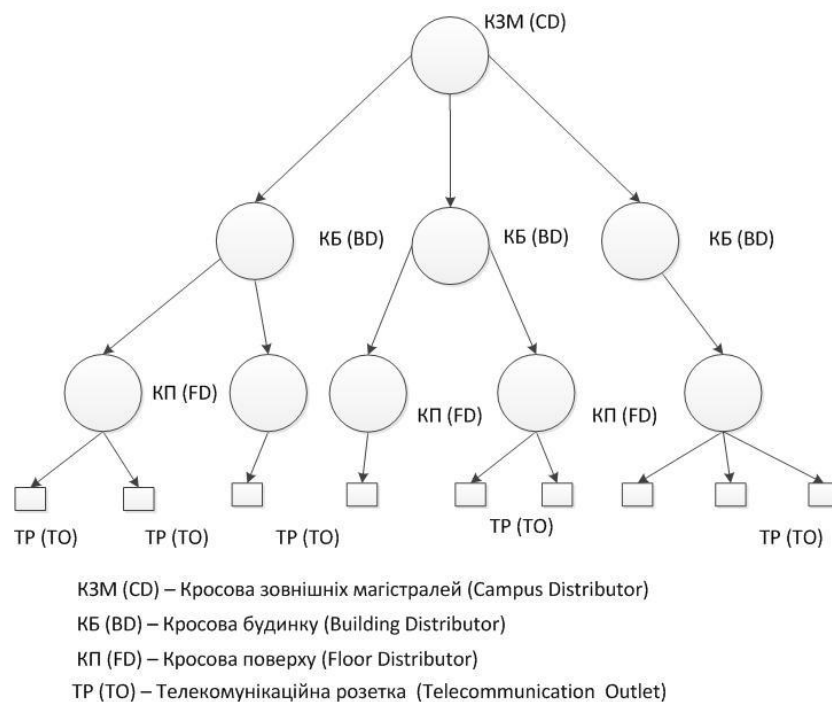 КЗМ (CD)
КБ (BD)
КБ (BD)
КБ (BD)
КП (FD)
КП (FD)
КП (FD)
ТР (ТО)
ТР (ТО)
ТР (ТО)
ТР (ТО)
ТР (ТО)
КЗМ (CD) – Кросова зовнішніх магістралей (Campus Distributor)
КБ (BD) – Кросова будинку (Building Distributor)
КП (FD) – Кросова поверху (Floor Distributor)
ТР (ТО) – Телекомунікаційна розетка (Telecommunication Outlet)